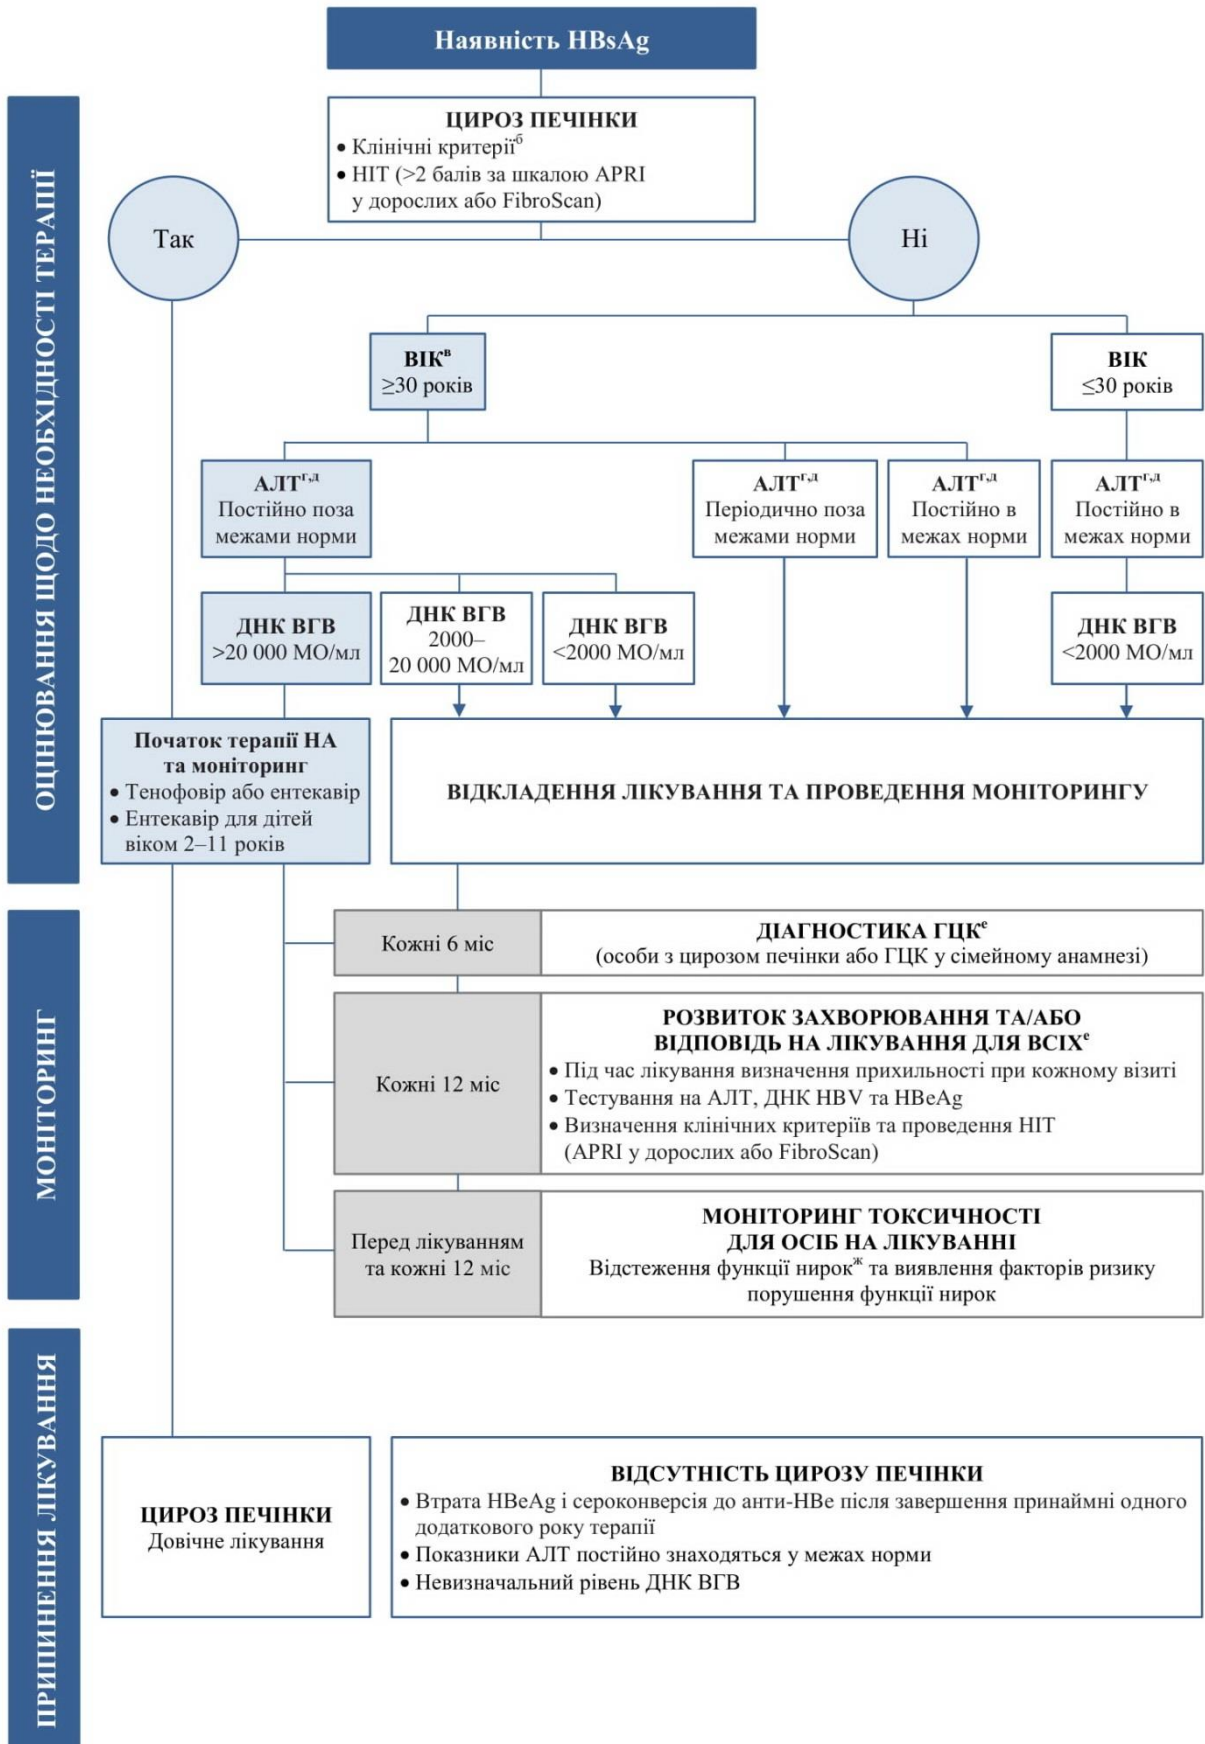 Наявність HBsAg
ОЦІНЮВАННЯ ЩОДО НЕОБХІДНОСТІ ТЕРАПІЇ
ЦИРОЗ ПЕЧІНКИ
• Клінічні критерії⁶
• НІТ (>2 балів за шкалою APRI
у дорослих або FibroScan)
Так
Ні
ВІКᵛ
≥30 років
ВІК
≤30 років
АЛТᴦ,ᵈ
Постійно поза
межами норми
АЛТᴦ,ᵈ
Періодично поза
межами норми
АЛТᴦ,ᵈ
Постійно в
межах норми
АЛТᴦ,ᵈ
Постійно в
межах норми
ДНК ВГВ
>20 000 МО/мл
ДНК ВГВ
2000–
20 000 МО/мл
ДНК ВГВ
<2000 МО/мл
ДНК ВГВ
<2000 МО/мл
Початок терапії НА
та моніторинг
• Тенофовір або ентекавір
• Ентекавір для дітей
віком 2–11 років
ВІДКЛАДЕННЯ ЛІКУВАННЯ ТА ПРОВЕДЕННЯ МОНІТОРИНГУ
МОНІТОРИНГ
Кожні 6 міс
ДІАГНОСТИКА ГЦКᵉ
(особи з цирозом печінки або ГЦК у сімейному анамнезі)
Кожні 12 міс
РОЗВИТОК ЗАХВОРЮВАННЯ ТА/АБО
ВІДПОВІДЬ НА ЛІКУВАННЯ ДЛЯ ВСІХᵉ
• Під час лікування визначення прихильності при кожному візиті
• Тестування на АЛТ, ДНК HBV та HBeAg
• Визначення клінічних критеріїв та проведення НІТ
(APRI у дорослих або FibroScan)
Перед лікуванням
та кожні 12 міс
МОНІТОРИНГ ТОКСИЧНОСТІ
ДЛЯ ОСІБ НА ЛІКУВАННІ
Відстеження функції нирокж та виявлення факторів ризику
порушення функції нирок
ПРИПИНЕННЯ ЛІКУВАННЯ
ЦИРОЗ ПЕЧІНКИ
Довічне лікування
ВІДСУТНІСТЬ ЦИРОЗУ ПЕЧІНКИ
• Втрата HBeAg і сероконверсія до анти-HBe після завершення принаймні одного
додаткового року терапії
• Показники АЛТ постійно знаходяться у межах норми
• Невизначальний рівень ДНК ВГВ